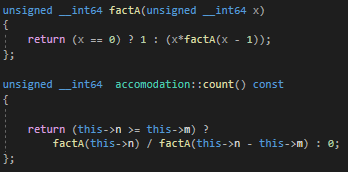 unsigned __int64 factA(unsigned __int64 x)
{
    return (x == 0) ? 1 : (x*factA(x - 1));
};
unsigned __int64  accomodation::count() const
{
    return (this->n >= this->m) ?
        factA(this->n) / factA(this->n - this->m) : 0;
};